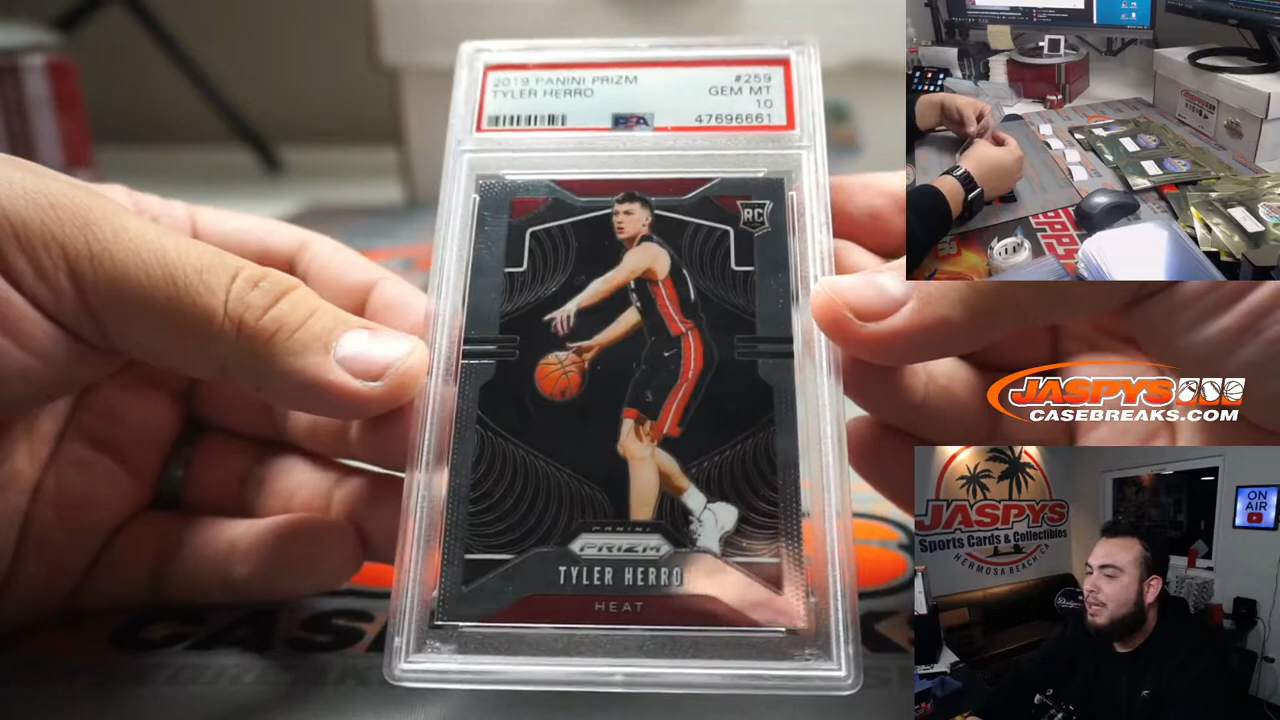 2019 PANINI PRIZM
TYLER HERRO
#259
GEM MT
10
PSA
47696661
RC
PANINI
PRIZM
TYLER HERRO
HEAT
JASPYS
CASEBREAKS.COM
JASPYS
Sports Cards & Collectibles
HERMOSA BEACH, CA
ON
AIR